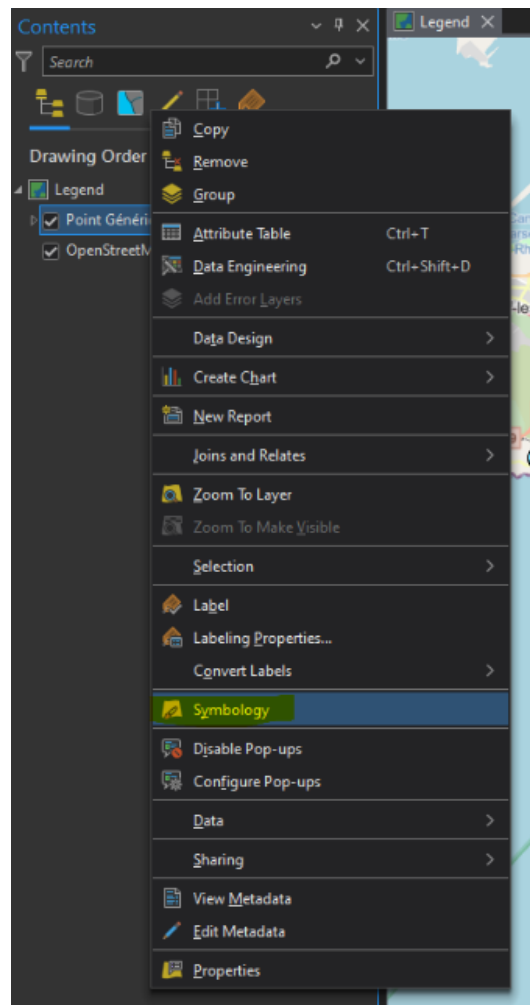 Contents
Legend
Search
Drawing Order
Legend
Point Généri
OpenStreetM
Copy
Remove
Group
Attribute Table Ctrl+T
Data Engineering Ctrl+Shift+D
Add Error Layers
Data Design
Create Chart
New Report
Joins and Relates
Zoom To Layer
Zoom To Make Visible
Selection
Label
Labeling Properties...
Convert Labels
Symbology
Disable Pop-ups
Configure Pop-ups
Data
Sharing
View Metadata
Edit Metadata
Properties